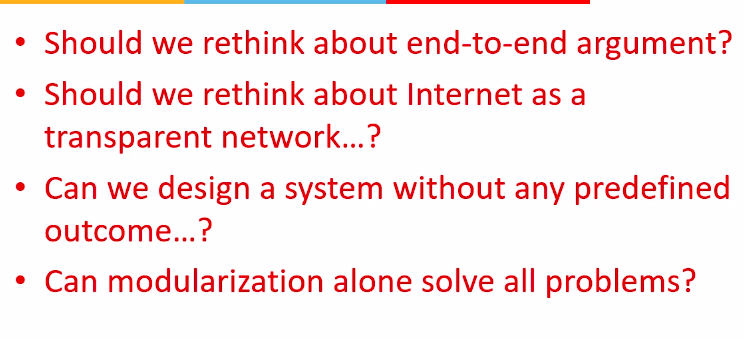 • Should we rethink about end-to-end argument?
• Should we rethink about Internet as a
transparent network...?
• Can we design a system without any predefined
outcome...?
• Can modularization alone solve all problems?